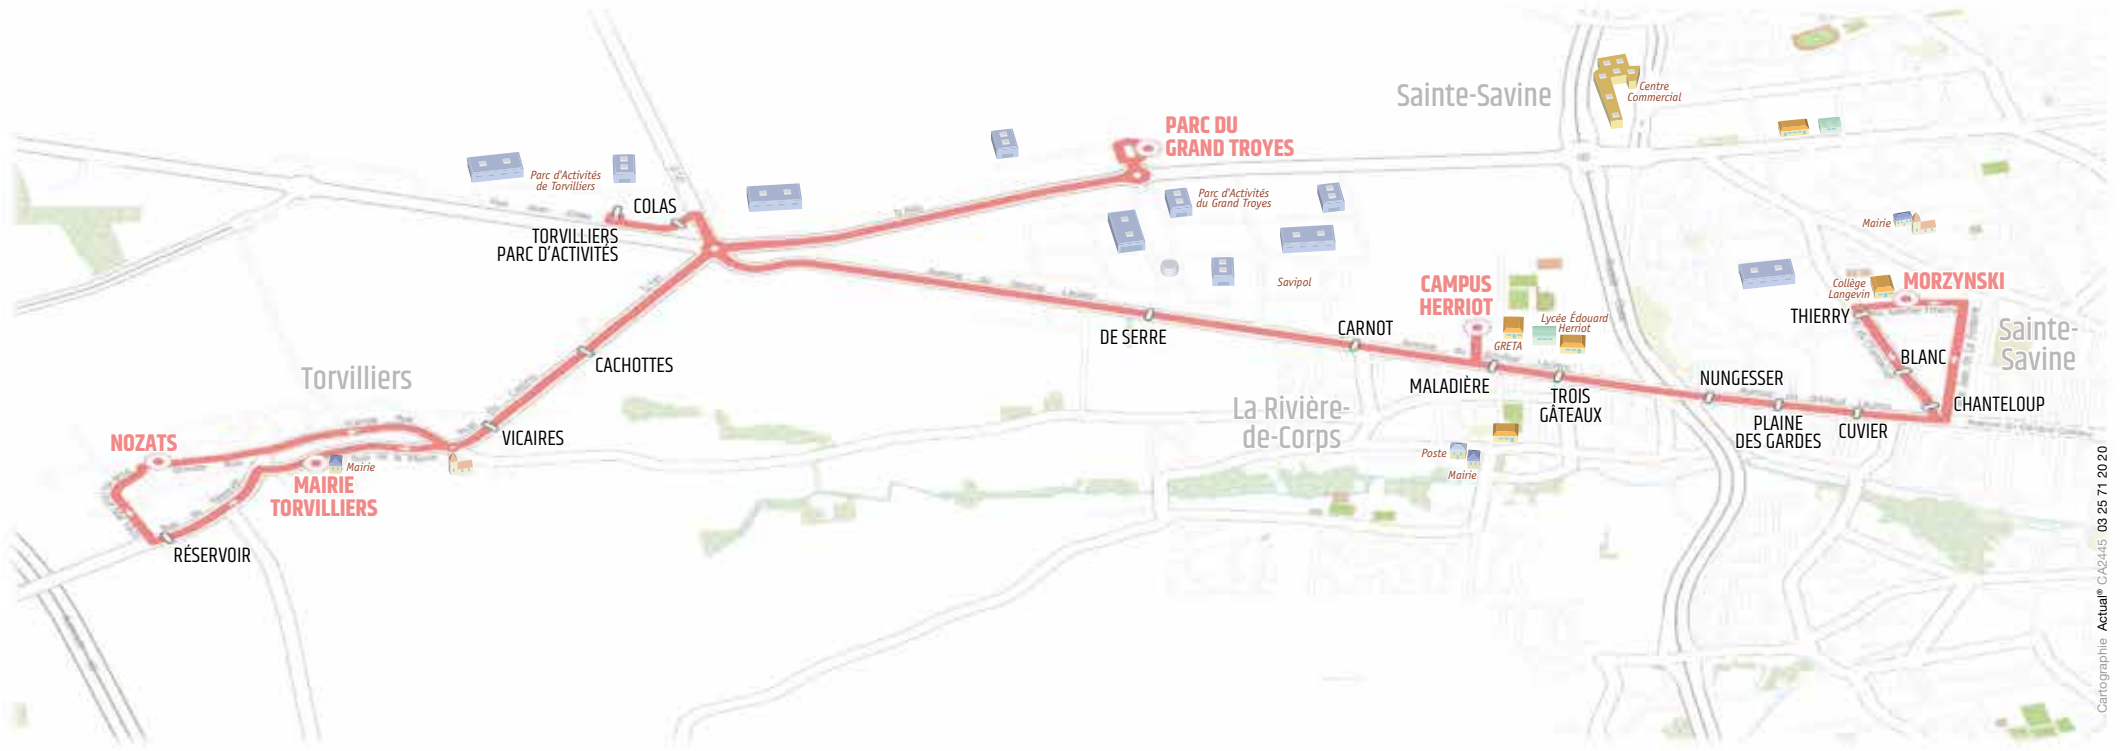 Sainte-Savine
Centre
Commercial
PARC DU
GRAND TROYES
Parc d'Activités
de Torvilliers
COLAS
TORVILLIERS
PARC D'ACTIVITÉS
Parc d'Activités
du Grand Troyes
Savipol
Mairie
CAMPUS
HERRIOT
Lycée Édouard
Herriot
GRETA
Collège
Langevin
MORZYNSKI
THIERRY
Sainte-
Savine
BLANC
CHANTELOUP
DE SERRE
CARNOT
MALADIÈRE
TROIS
GÂTEAUX
NUNGESSER
PLAINE
DES GARDES
CUVIER
CACHOTTES
Torvilliers
VICAIRES
La Rivière-
de-Corps
Poste
Mairie
NOZATS
Mairie
MAIRIE
TORVILLIERS
RÉSERVOIR
Cartographie Actual® CA2445 03 25 71 20 20